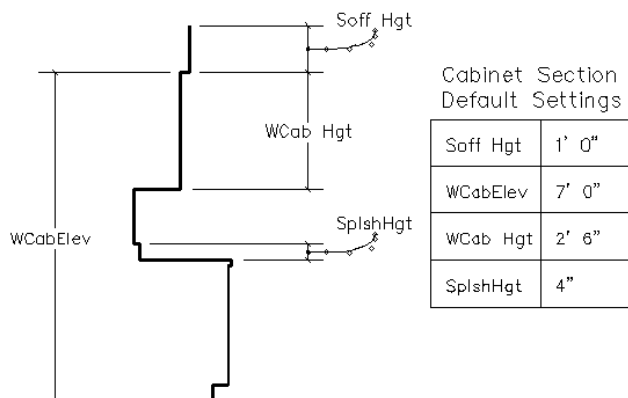 Soff Hgt
WCab Hgt
SplshHgt
WCabElev
Cabinet Section
Default Settings
Soff Hgt 1' 0"
WCabElev 7' 0"
WCab Hgt 2' 6"
SplshHgt 4"